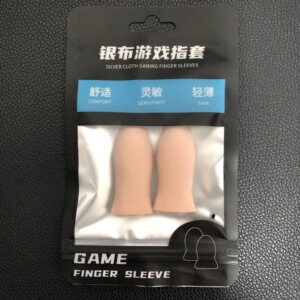 银布游戏指套
SILVER CLOTH GAMING FINGER SLEEVES
舒适 灵敏 轻薄
COMFORT SENSITIVITY THIN
GAME
FINGER SLEEVE